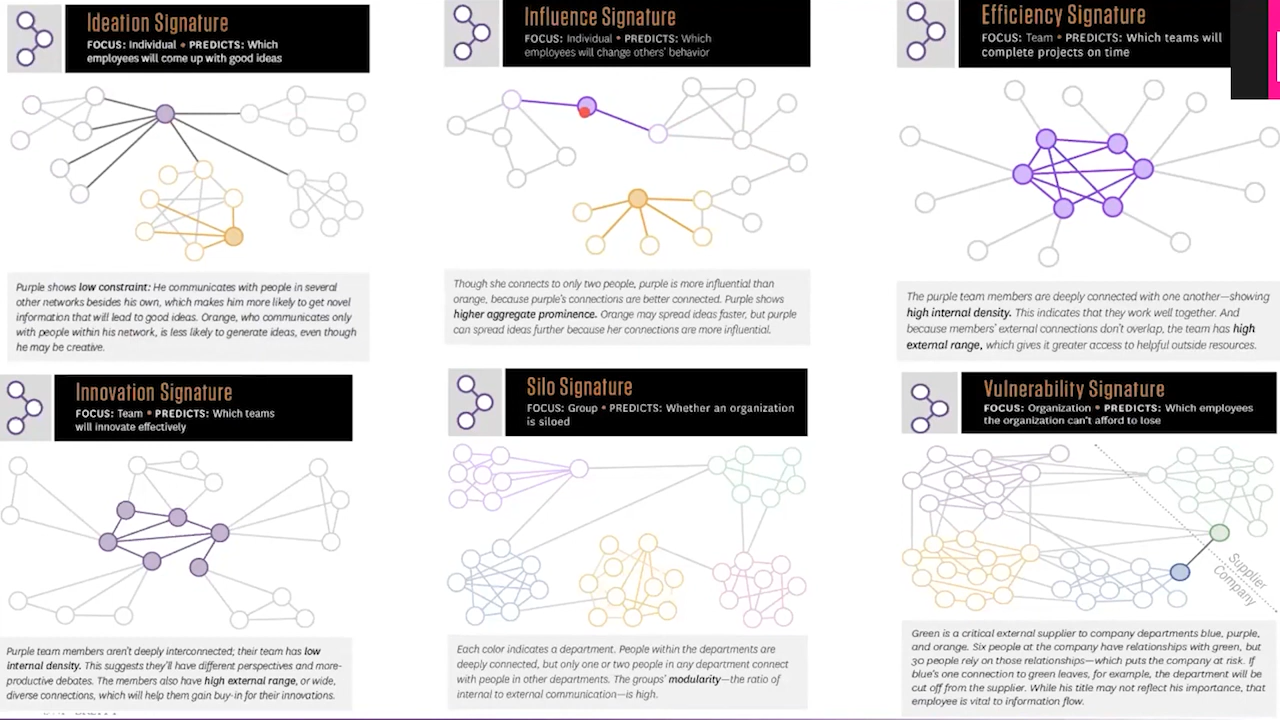 Ideation Signature
FOCUS: Individual • PREDICTS: Which
employees will come up with good ideas
Purple shows low constraint: He communicates with people in several
other networks besides his own, which makes him more likely to get novel
information that will lead to good ideas. Orange, who communicates only
with people within his network, is less likely to generate ideas, even though
he may be creative.
Influence Signature
FOCUS: Individual • PREDICTS: Which
employees will change others' behavior
Though she connects to only two people, purple is more influential than
orange, because purple's connections are better connected. Purple shows
higher aggregate prominence. Orange may spread ideas faster, but purple
can spread ideas further because her connections are more influential.
Efficiency Signature
FOCUS: Team • PREDICTS: Which teams will
complete projects on time
The purple team members are deeply connected with one another—showing
high internal density. This indicates that they work well together. And
because members' external connections don't overlap, the team has high
external range, which gives it greater access to helpful outside resources.
Innovation Signature
FOCUS: Team • PREDICTS: Which teams
will innovate effectively
Purple team members aren't deeply interconnected; their team has low
internal density. This suggests they'll have different perspectives and more-
productive debates. The members also have high external range, or wide,
diverse connections, which will help them gain buy-in for their innovations.
Silo Signature
FOCUS: Group • PREDICTS: Whether an organization
is siloed
Each color indicates a department. People within the departments are
deeply connected, but only one or two people in any department connect
with people in other departments. The groups' modularity—the ratio of
internal to external communication—is high.
Vulnerability Signature
FOCUS: Organization • PREDICTS: Which employees
the organization can't afford to lose
Supplier
Company
Green is a critical external supplier to company departments blue, purple,
and orange. Six people at the company have relationships with green, but
30 people rely on those relationships—which puts the company at risk. If
blue's one connection to green leaves, for example, the department will be
cut off from the supplier. While his title may not reflect his importance, that
employee is vital to information flow.